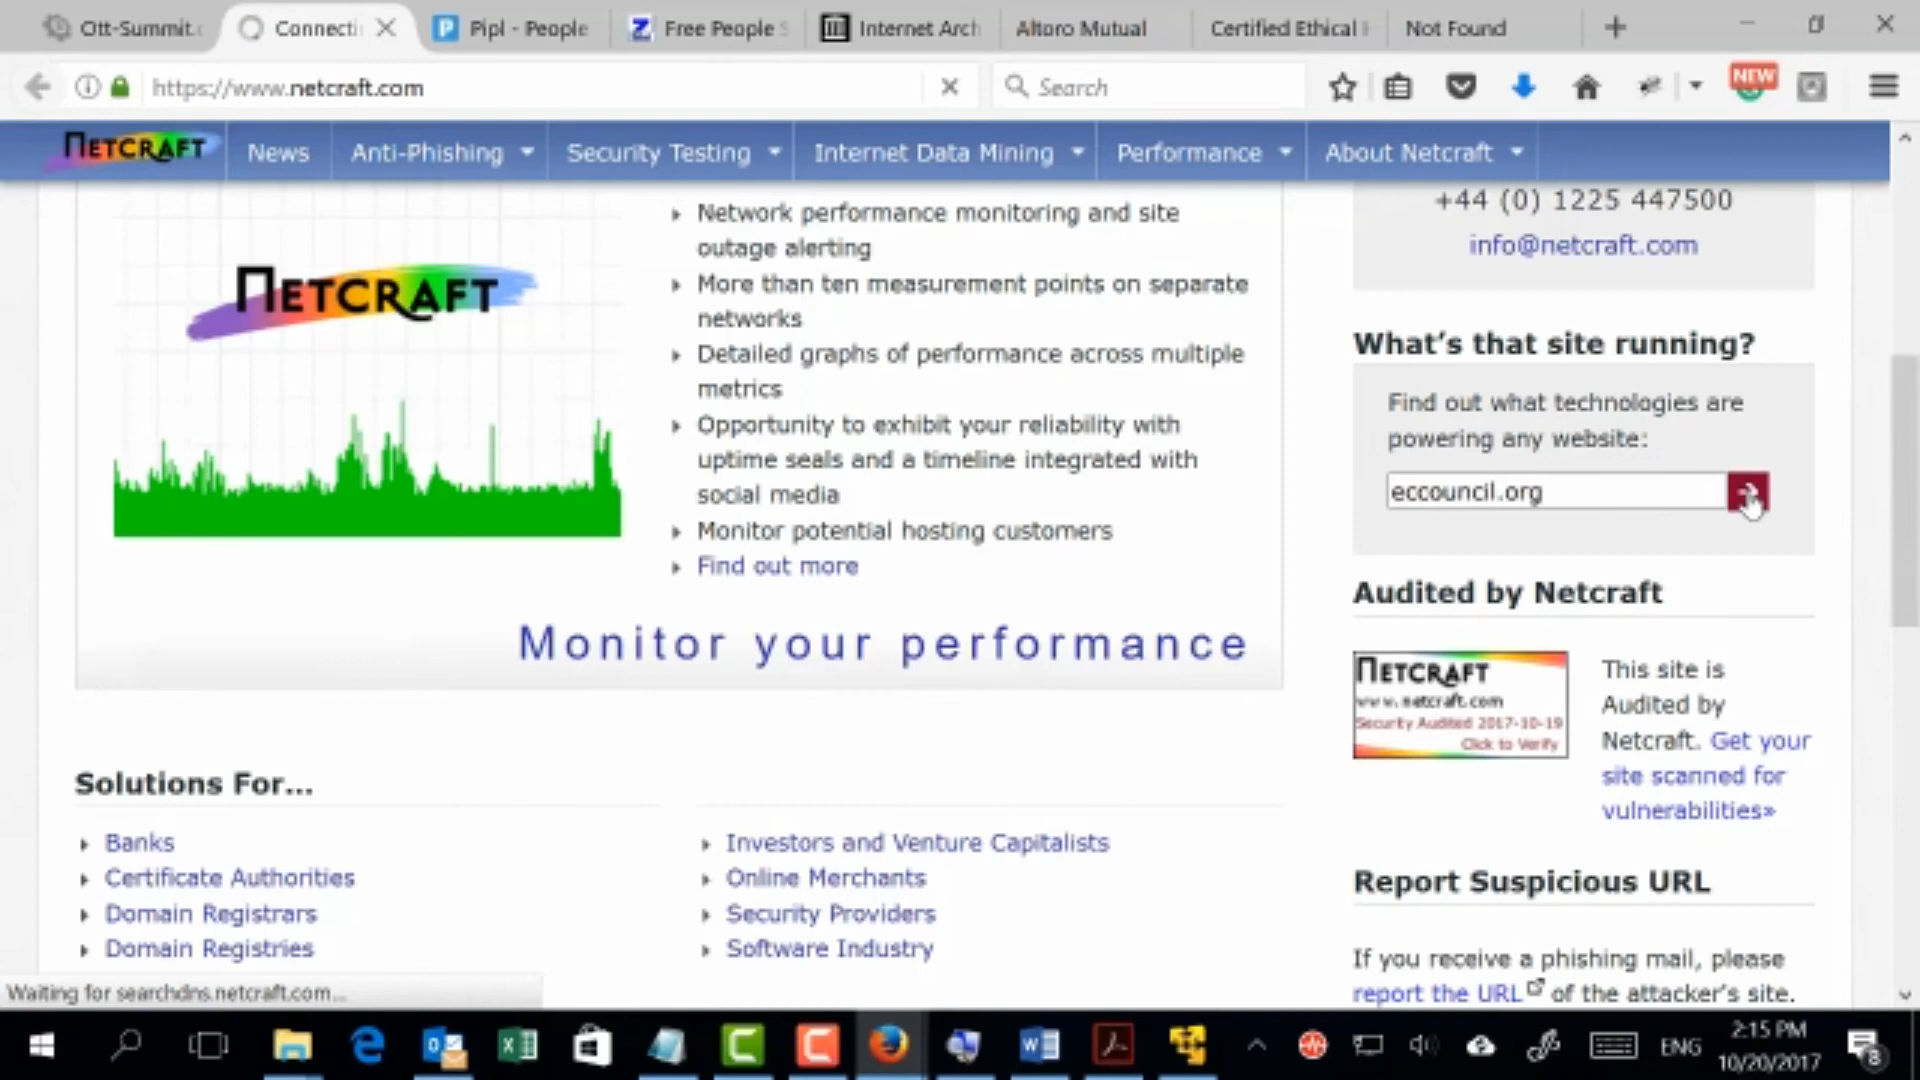 Ott-Summit.c
Connecti
Pipl - People
Free People S
Internet Arch
Altoro Mutual
Certified Ethical H
Not Found
https://www.netcraft.com
Search
NEW
NETCRAFT
News
Anti-Phishing
Security Testing
Internet Data Mining
Performance
About Netcraft
NETCRAFT
Network performance monitoring and site
outage alerting
More than ten measurement points on separate
networks
Detailed graphs of performance across multiple
metrics
Opportunity to exhibit your reliability with
uptime seals and a timeline integrated with
social media
Monitor potential hosting customers
Find out more
Monitor your performance
Solutions For...
Banks
Certificate Authorities
Domain Registrars
Domain Registries
Investors and Venture Capitalists
Online Merchants
Security Providers
Software Industry
+44 (0) 1225 447500
info@netcraft.com
What's that site running?
Find out what technologies are
powering any website:
eccouncil.org
Audited by Netcraft
NETCRAFT
www.netcraft.com
Security Audited 2017-10-19
Click to Verify
This site is
Audited by
Netcraft. Get your
site scanned for
vulnerabilities»
Report Suspicious URL
If you receive a phishing mail, please
report the URL of the attacker's site.
Waiting for searchdns.netcraft.com...
ENG
2:15 PM
10/20/2017
8